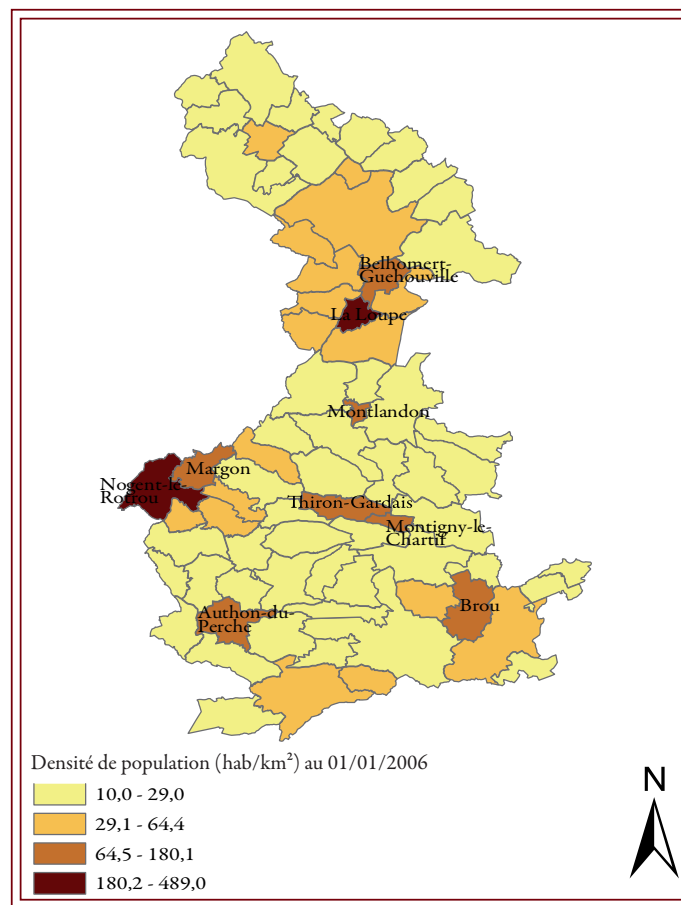 Belhomert-
Guehouville
La Loupe
Montlandon
Margon
Nogent-le-
Rotrou
Thiron-Gardais
Montigny-le-
Chartif
Brou
Authon-du-
Perche
Densité de population (hab/km²) au 01/01/2006
10,0 - 29,0
29,1 - 64,4
64,5 - 180,1
180,2 - 489,0
N